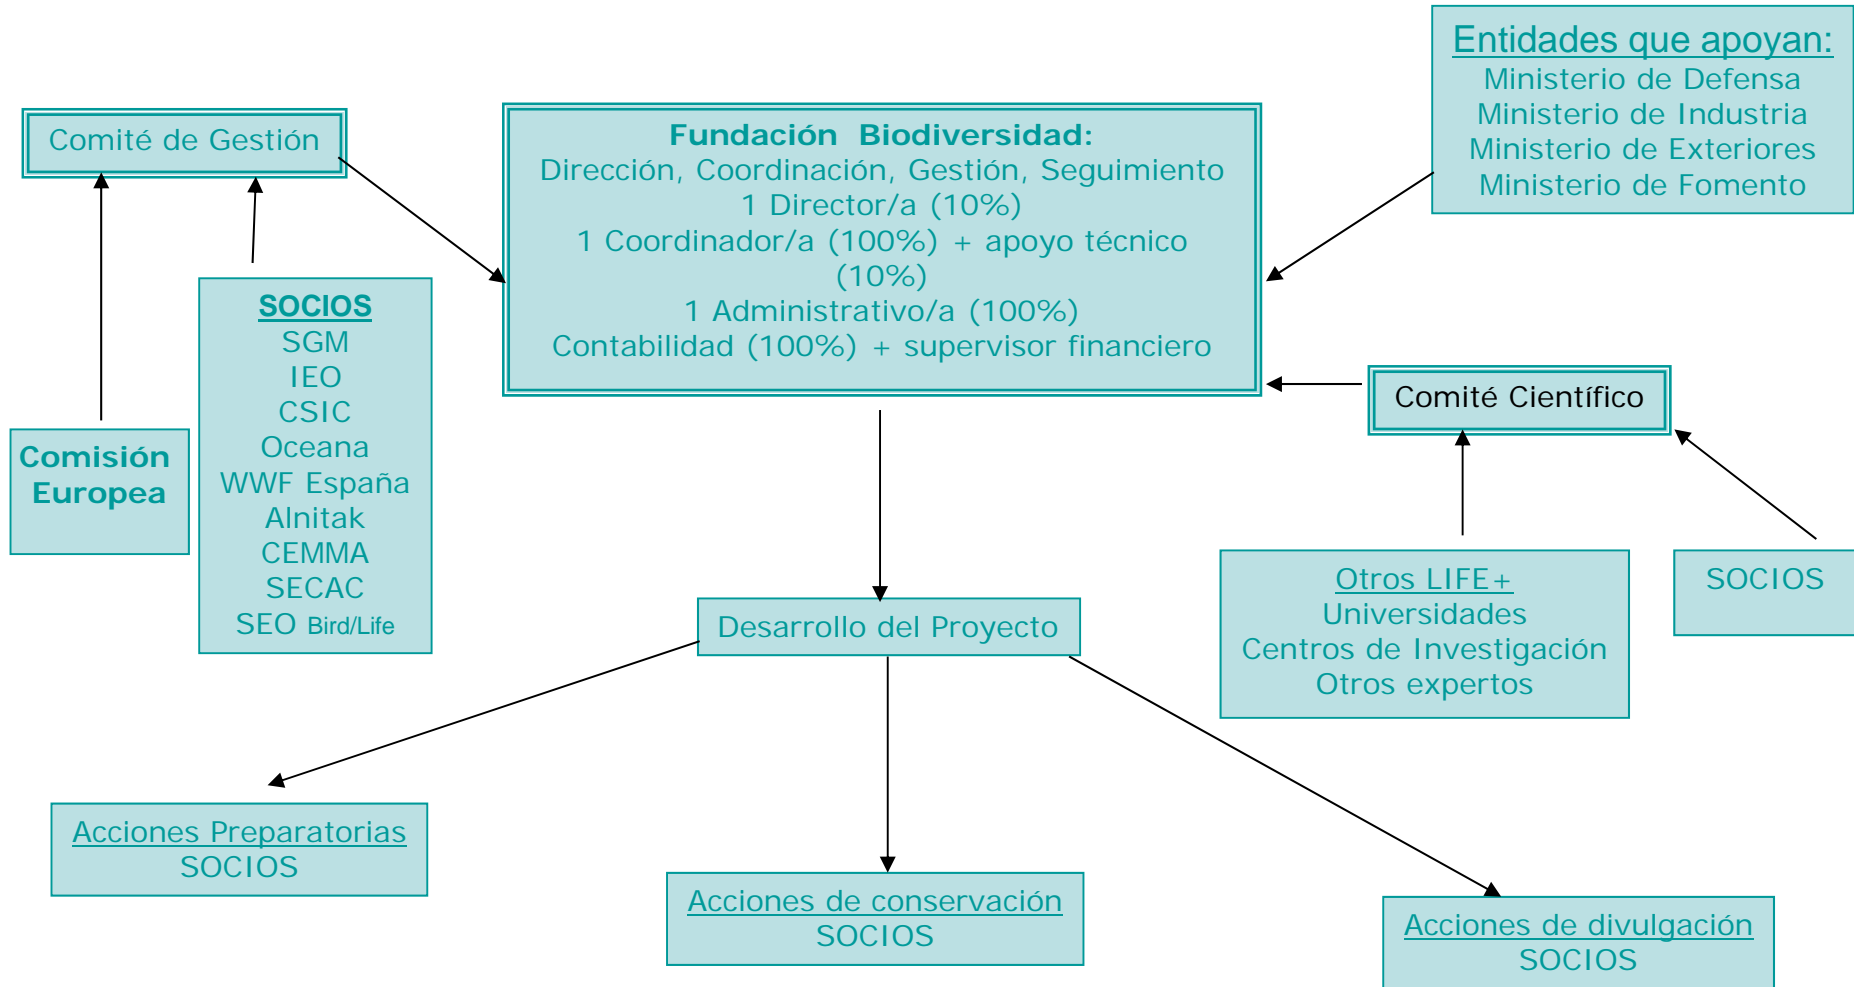 Entidades que apoyan:
Ministerio de Defensa
Ministerio de Industria
Ministerio de Exteriores
Ministerio de Fomento
Comité de Gestión
Fundación Biodiversidad:
Dirección, Coordinación, Gestión, Seguimiento
1 Director/a (10%)
1 Coordinador/a (100%) + apoyo técnico
(10%)
1 Administrativo/a (100%)
Contabilidad (100%) + supervisor financiero
SOCIOS
SGM
IEO
CSIC
Oceana
WWF España
Alnitak
CEMMA
SECAC
SEO Bird/Life
Comisión
Europea
Comité Científico
Otros LIFE+
Universidades
Centros de Investigación
Otros expertos
SOCIOS
Desarrollo del Proyecto
Acciones Preparatorias
SOCIOS
Acciones de conservación
SOCIOS
Acciones de divulgación
SOCIOS